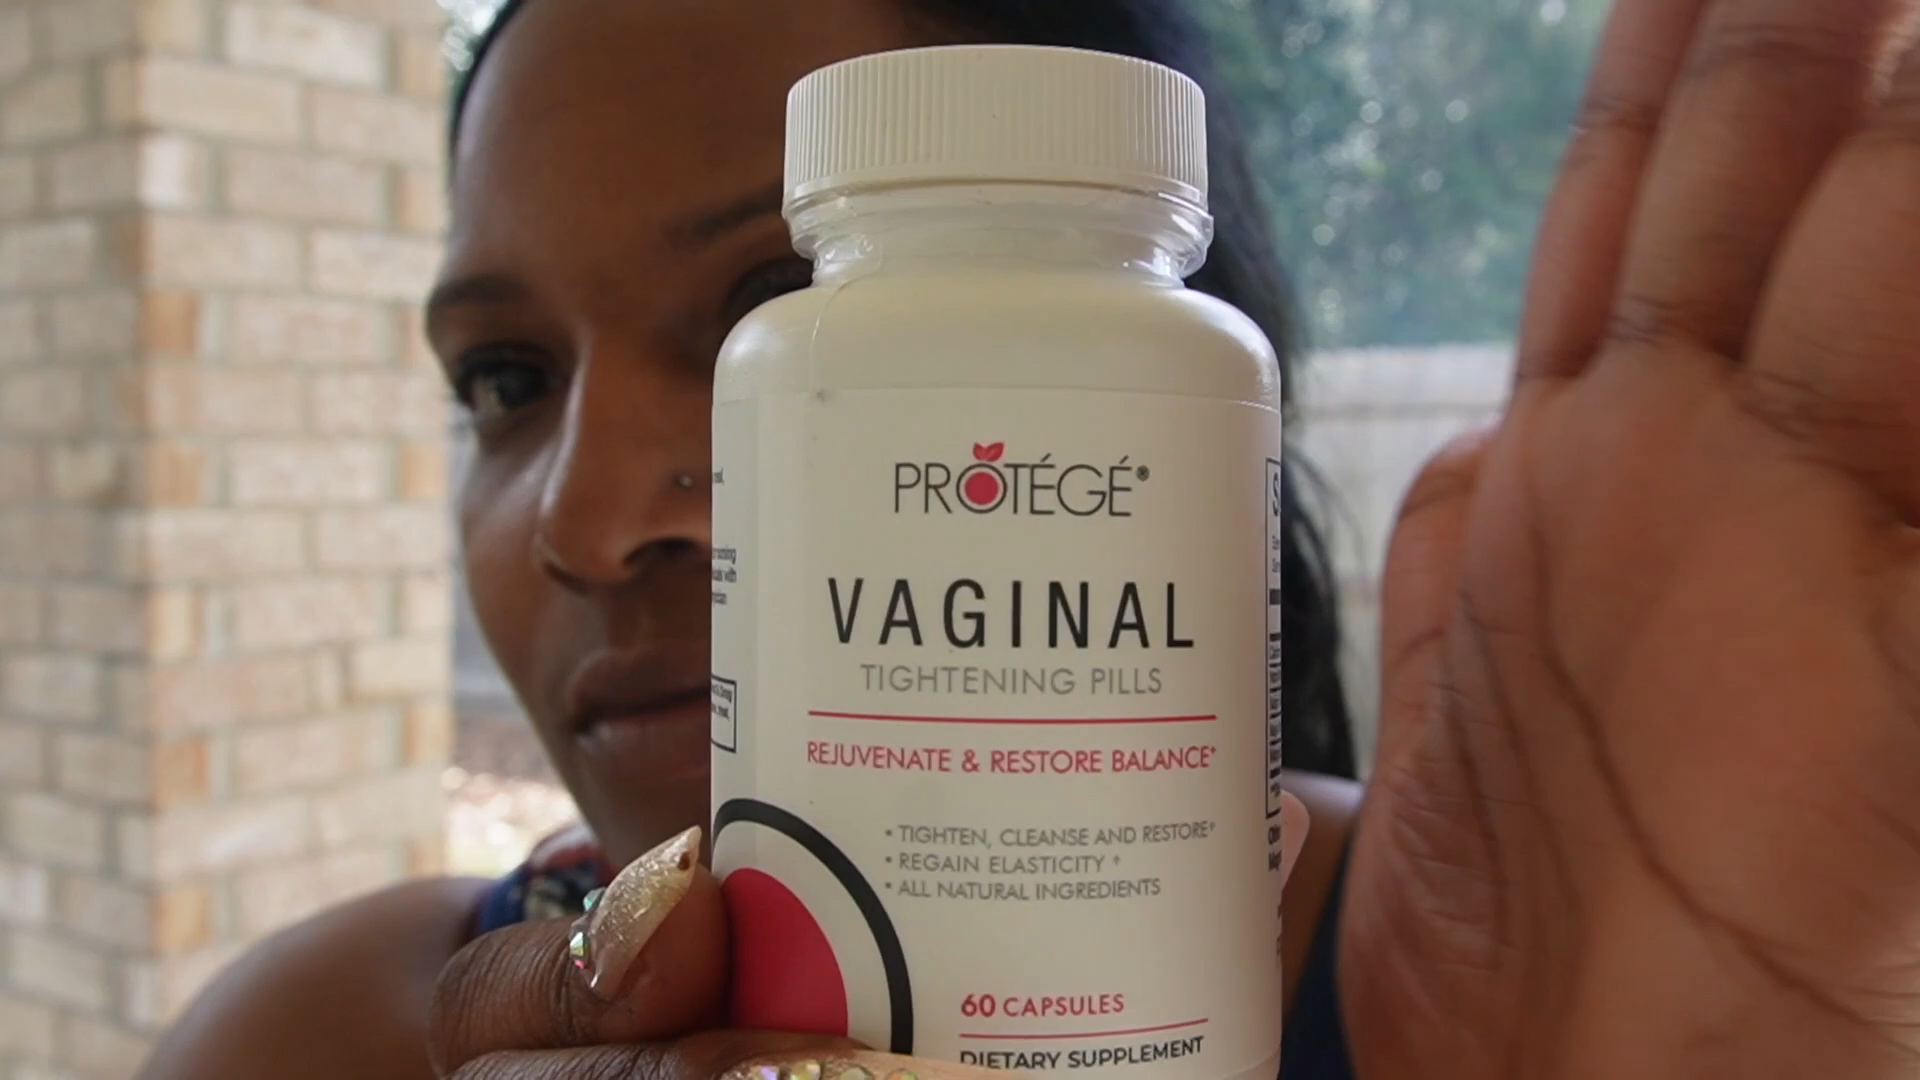 PRÓTÉGÉ®
VAGINAL
TIGHTENING PILLS
REJUVENATE & RESTORE BALANCE†
• TIGHTEN, CLEANSE AND RESTORE†
• REGAIN ELASTICITY †
• ALL NATURAL INGREDIENTS
60 CAPSULES
DIETARY SUPPLEMENT